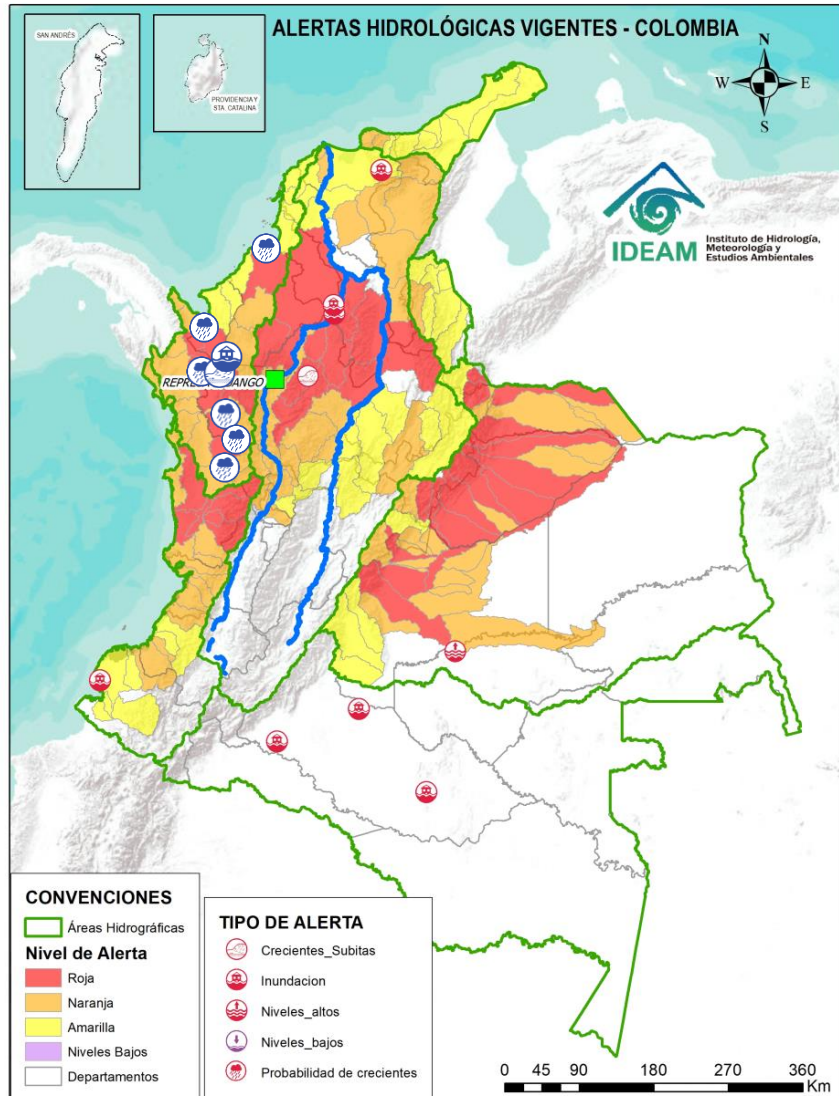 ALERTAS HIDROLÓGICAS VIGENTES - COLOMBIA
SAN ANDRÉS
PROVIDENCIA Y
STA. CATALINA
N
W
E
S
IDEAM
Instituto de Hidrología,
Meteorología y
Estudios Ambientales
CONVENCIONES
Áreas Hidrográficas
Nivel de Alerta
Roja
Naranja
Amarilla
Niveles Bajos
Departamentos
TIPO DE ALERTA
Crecientes_Subitas
Inundacion
Niveles_altos
Niveles_bajos
Probabilidad de crecientes
0 45 90 180 270 360
Km